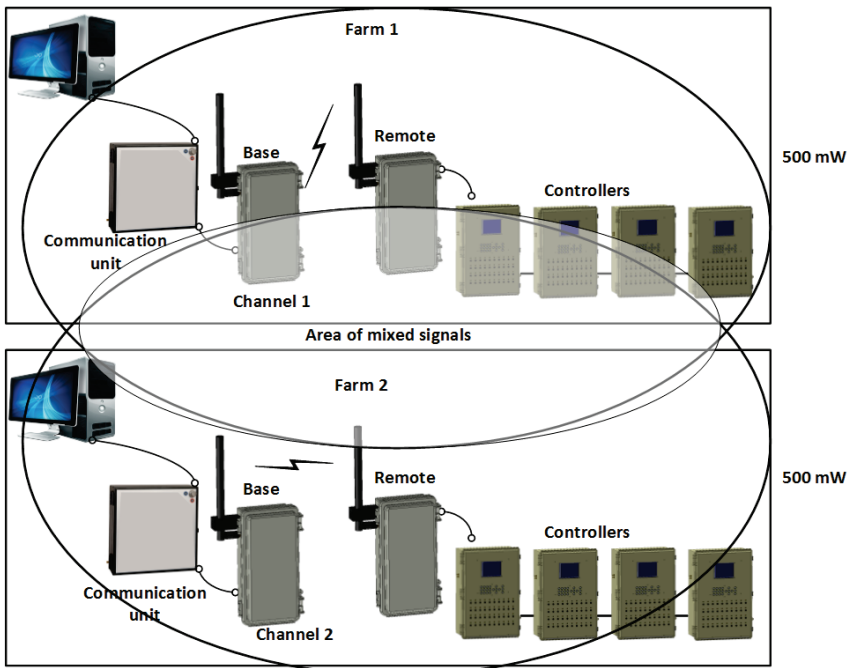 Farm 1
Base
Remote
500 mW
Controllers
Communication
unit
Channel 1
Area of mixed signals
Farm 2
Base
Remote
500 mW
Controllers
Communication
unit
Channel 2